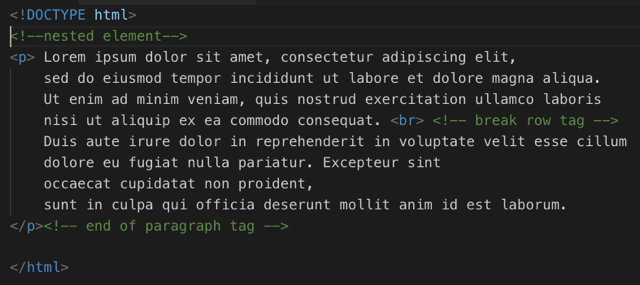 <!DOCTYPE html>
<!--nested element-->
<p> Lorem ipsum dolor sit amet, consectetur adipiscing elit,
sed do eiusmod tempor incididunt ut labore et dolore magna aliqua.
Ut enim ad minim veniam, quis nostrud exercitation ullamco laboris
nisi ut aliquip ex ea commodo consequat. <br> <!-- break row tag -->
Duis aute irure dolor in reprehenderit in voluptate velit esse cillum
dolore eu fugiat nulla pariatur. Excepteur sint
occaecat cupidatat non proident,
sunt in culpa qui officia deserunt mollit anim id est laborum.
</p><!-- end of paragraph tag -->
</html>